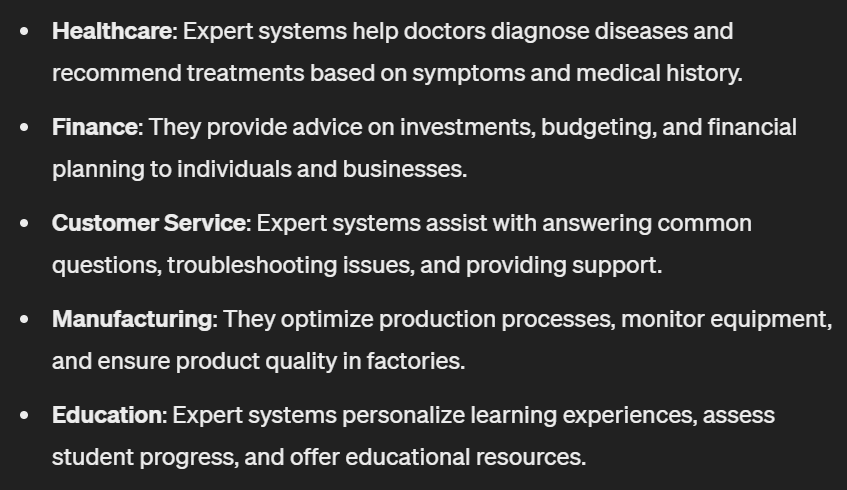 • Healthcare: Expert systems help doctors diagnose diseases and
recommend treatments based on symptoms and medical history.
• Finance: They provide advice on investments, budgeting, and financial
planning to individuals and businesses.
• Customer Service: Expert systems assist with answering common
questions, troubleshooting issues, and providing support.
• Manufacturing: They optimize production processes, monitor equipment,
and ensure product quality in factories.
• Education: Expert systems personalize learning experiences, assess
student progress, and offer educational resources.